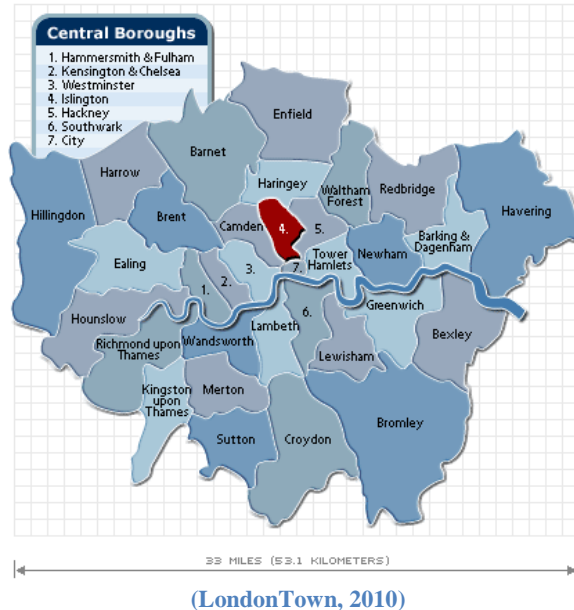 Central Boroughs
1. Hammersmith & Fulham
2. Kensington & Chelsea
3. Westminster
4. Islington
5. Hackney
6. Southwark
7. City
Enfield
Barnet
Harrow
Haringey
Waltham
Forest
Redbridge
Havering
Hillingdon
Brent
Camden
4.
5.
Barking &
Dagenham
Ealing
1.
2.
3.
7.
Tower
Hamlets
Newham
Hounslow
6.
Greenwich
Bexley
Richmond upon
Thames
Wandsworth
Lambeth
Lewisham
Kingston
upon
Thames
Merton
Sutton
Croydon
Bromley
33 MILES (53.1 KILOMETERS)
(LondonTown, 2010)